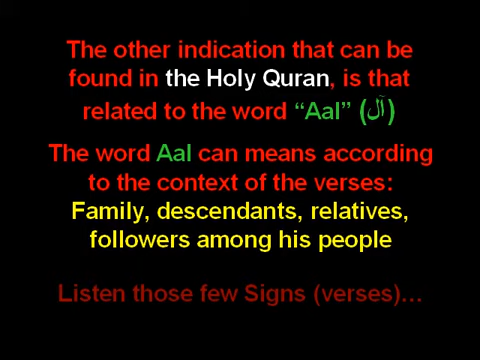 The other indication that can be
found in the Holy Quran, is that
related to the word “Aal” (آل)
The word Aal can means according
to the context of the verses:
Family, descendants, relatives,
followers among his people
Listen those few Signs (verses)…